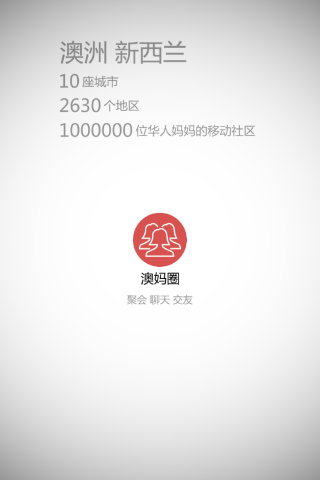 澳洲 新西兰
10 座城市
2630 个地区
1000000 位华人妈妈的移动社区
澳妈圈
聚会 聊天 交友